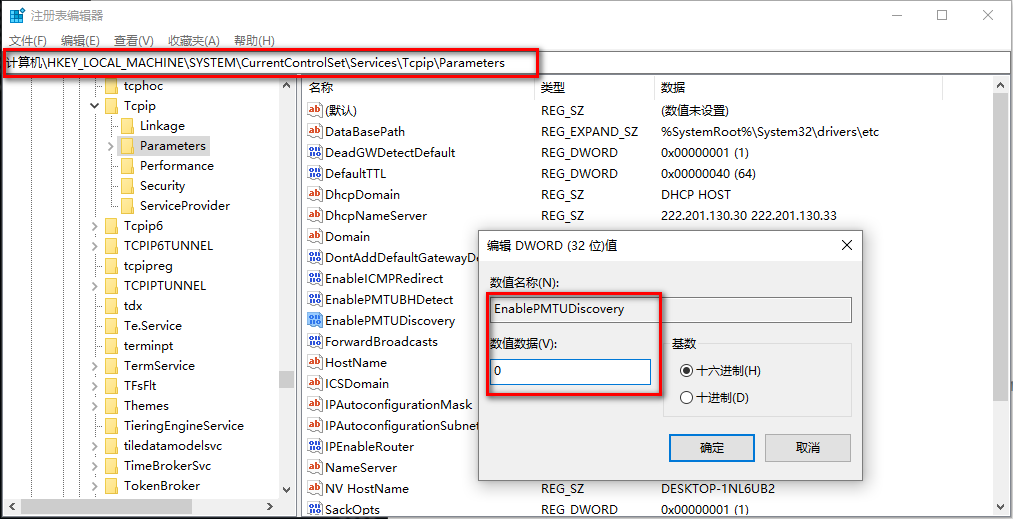 注册表编辑器
文件(F) 编辑(E) 查看(V) 收藏夹(A) 帮助(H)
计算机\HKEY_LOCAL_MACHINE\SYSTEM\CurrentControlSet\Services\Tcpip\Parameters
tcphoc
Tcpip
Linkage
Parameters
Performance
Security
ServiceProvider
Tcpip6
TCPIP6TUNNEL
tcpipreg
TCPIPTUNNEL
tdx
Te.Service
terminpt
TermService
TFsFlt
Themes
TieringEngineService
tiledatamodelsvc
TimeBrokerSvc
TokenBroker
名称 类型 数据
(默认) REG_SZ (数值未设置)
DataBasePath REG_EXPAND_SZ %SystemRoot%\System32\drivers\etc
DeadGWDetectDefault REG_DWORD 0x00000001 (1)
DefaultTTL REG_DWORD 0x00000040 (64)
DhcpDomain REG_SZ DHCP HOST
DhcpNameServer REG_SZ 222.201.130.30 222.201.130.33
Domain
DontAddDefaultGatewayDe
EnableICMPRedirect
EnablePMTUBHDetect
EnablePMTUDiscovery
ForwardBroadcasts
HostName
ICSDomain
IPAutoconfigurationMask
IPAutoconfigurationSubnet
IPEnableRouter
NameServer
NV HostName REG_SZ DESKTOP-1NL6UB2
SackOpts REG_DWORD 0x00000001 (1)
编辑 DWORD (32 位)值
数值名称(N):
EnablePMTUDiscovery
数值数据(V):
0
基数
十六进制(H)
十进制(D)
确定 取消